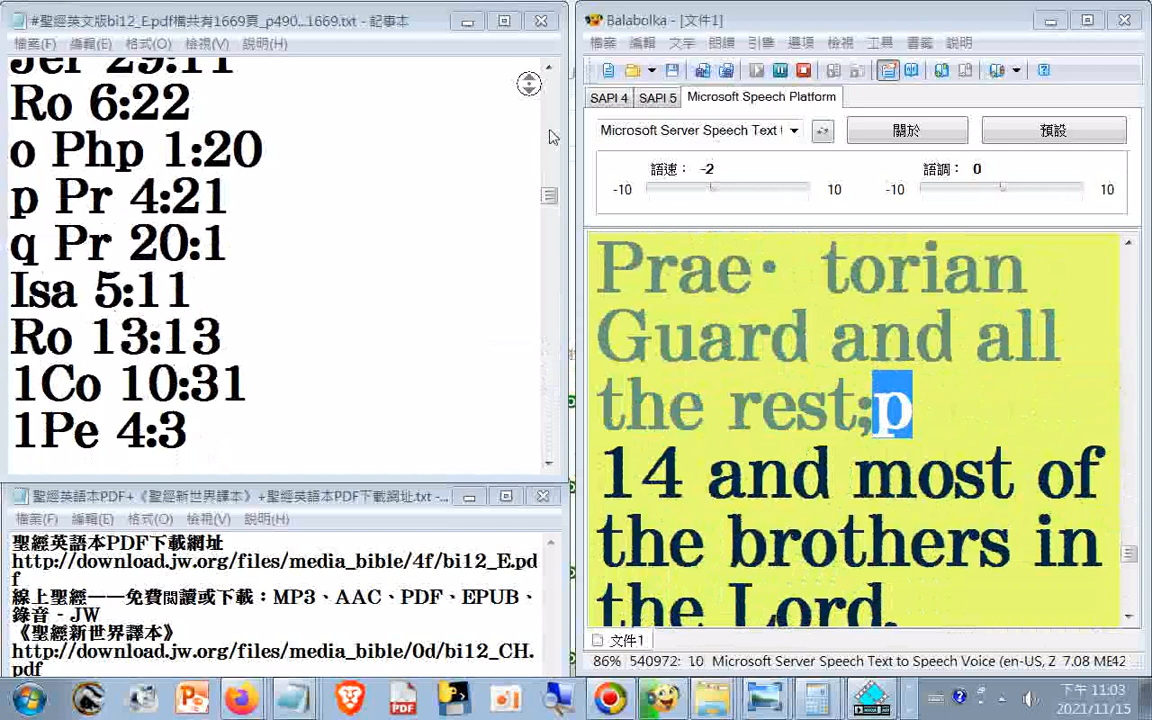 #聖經英文版bi12_E.pdf檔共有1669頁_p490...1669.txt - 記事本
檔案(F) 編輯(E) 格式(O) 檢視(V) 說明(H)
Jer 29:11
Ro 6:22
o Php 1:20
p Pr 4:21
q Pr 20:1
Isa 5:11
Ro 13:13
1Co 10:31
1Pe 4:3
聖經英語本PDF+《聖經新世界譯本》+聖經英語本PDF下載網址.txt - ...
檔案(F) 編輯(E) 格式(O) 檢視(V) 說明(H)
聖經英語本PDF下載網址
http://download.jw.org/files/media_bible/4f/bi12_E.pd
f
線上聖經——免費閱讀或下載：MP3、AAC、PDF、EPUB、
錄音 - JW
《聖經新世界譯本》
http://download.jw.org/files/media_bible/0d/bi12_CH.
pdf
Balabolka - [文件1]
檔案 編輯 文字 朗讀 引擎 選項 檢視 工具 書籤 說明
SAPI 4 SAPI 5 Microsoft Speech Platform
Microsoft Server Speech Text 關於 預設
語速： -2 語調： 0
-10 10 -10 10
Prae· torian
Guard and all
the rest;p
14 and most of
the brothers in
the Lord,
文件1
86% 540972: 10 Microsoft Server Speech Text to Speech Voice (en-US, Z 7.08 ME42
PDF
下午 11:03
2021/11/15